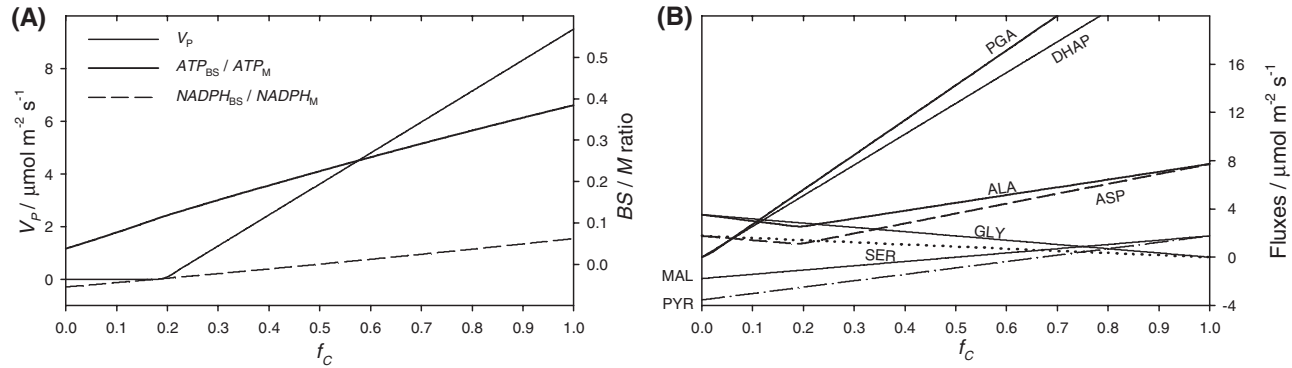 (A)
V_P
ATP_BS / ATP_M
NADPH_BS / NADPH_M
V_P / μmol m⁻² s⁻¹
8
6
4
2
0
0.5
0.4
0.3
0.2
0.1
0.0
BS / M ratio
0.0 0.1 0.2 0.3 0.4 0.5 0.6 0.7 0.8 0.9 1.0
f_C
(B)
PGA
DHAP
ALA
ASP
GLY
SER
MAL
PYR
16
12
8
4
0
-4
Fluxes / μmol m⁻² s⁻¹
0.0 0.1 0.2 0.3 0.4 0.5 0.6 0.7 0.8 0.9 1.0
f_C